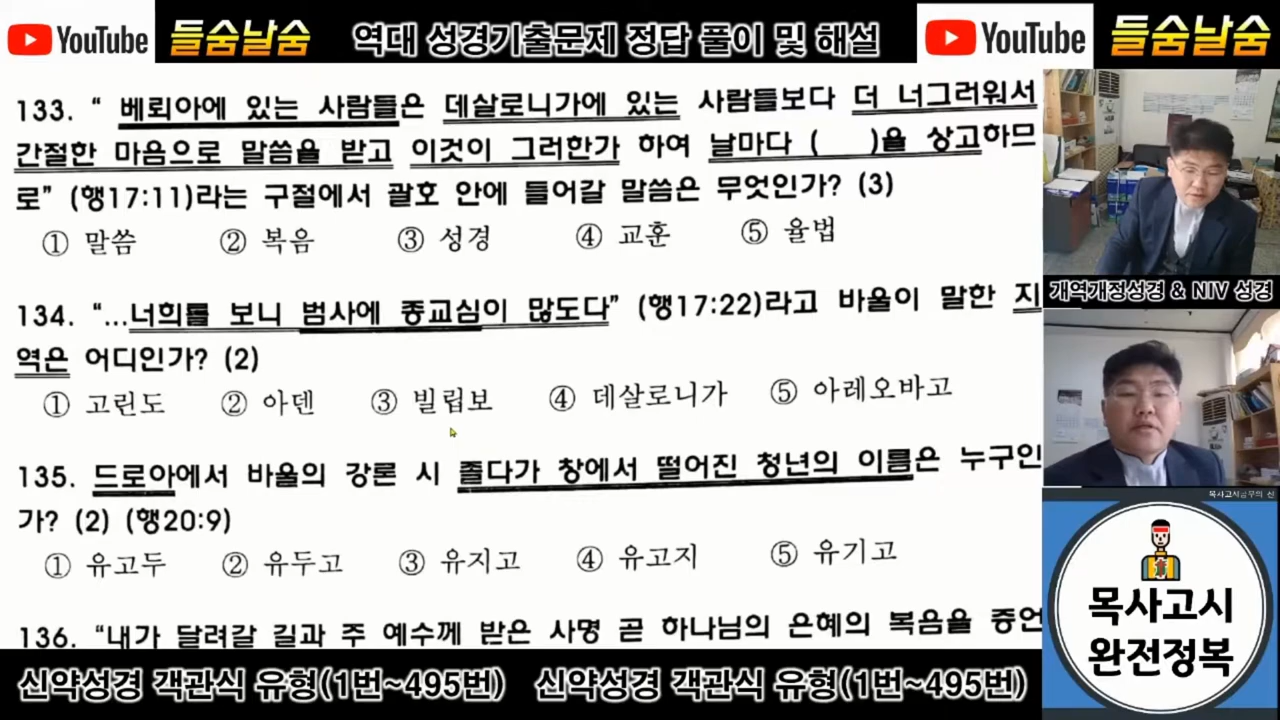 YouTube 들숨날숨 역대 성경기출문제 정답 풀이 및 해설 YouTube 들숨날숨
133. “ 베뢰아에 있는 사람들은 데살로니가에 있는 사람들보다 더 너그러워서
간절한 마음으로 말씀을 받고 이것이 그러한가 하여 날마다 ( )을 상고하므
로” (행17:11)라는 구절에서 괄호 안에 들어갈 말씀은 무엇인가? (3)
① 말씀 ② 복음 ③ 성경 ④ 교훈 ⑤ 율법
134. “...너희를 보니 범사에 종교심이 많도다” (행17:22)라고 바울이 말한 지
역은 어디인가? (2)
① 고린도 ② 아덴 ③ 빌립보 ④ 데살로니가 ⑤ 아레오바고
135. 드로아에서 바울의 강론 시 졸다가 창에서 떨어진 청년의 이름은 누구인
가? (2) (행20:9)
① 유고두 ② 유두고 ③ 유지고 ④ 유고지 ⑤ 유기고
136. “내가 달려갈 길과 주 예수께 받은 사명 곧 하나님의 은혜의 복음을 증언
개역개정성경 & NIV 성경
목사고시공부의 신
목사고시
완전정복
신약성경 객관식 유형(1번~495번) 신약성경 객관식 유형(1번~495번)